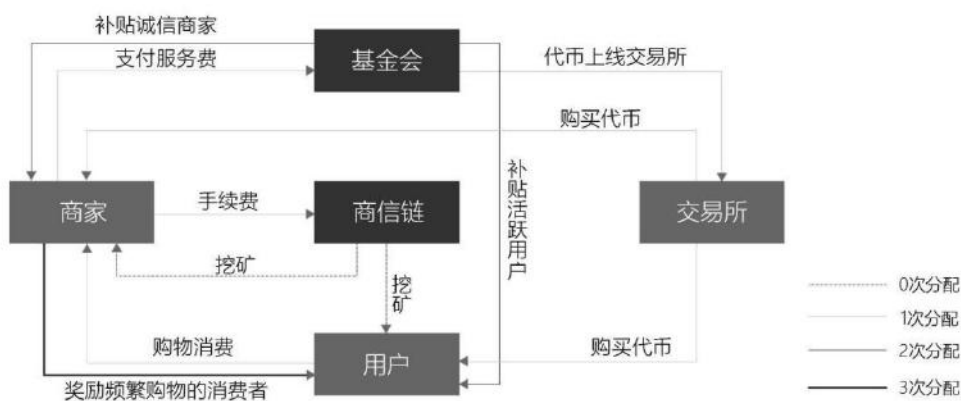 补贴诚信商家
支付服务费
基金会
代币上线交易所
购买代币
商家
手续费
商信链
补贴活跃用户
交易所
挖矿
挖矿
购物消费
用户
购买代币
奖励频繁购物的消费者
0次分配
1次分配
2次分配
3次分配